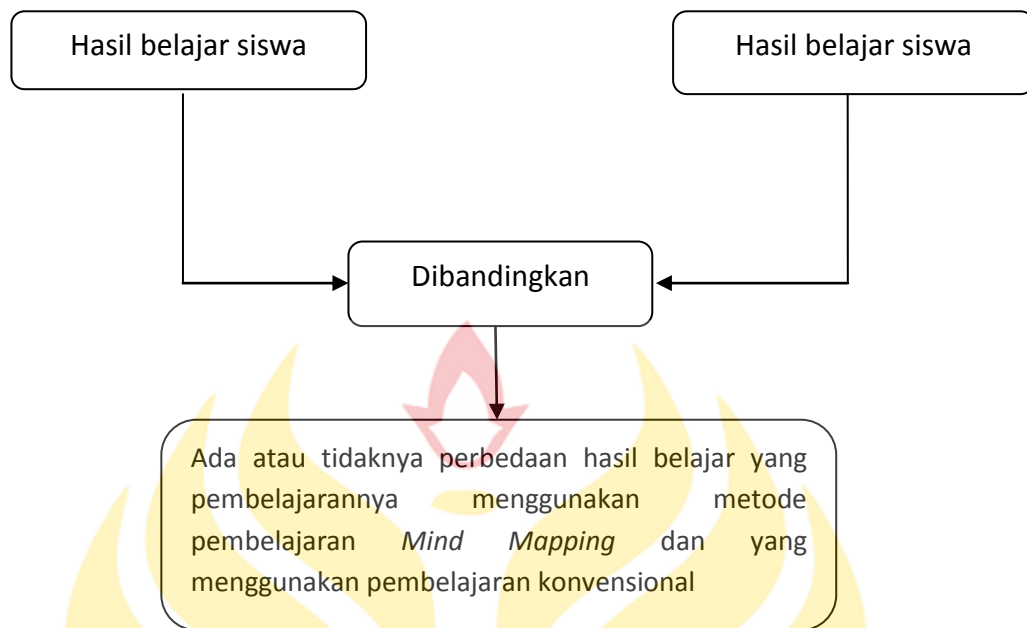 Hasil belajar siswa
Hasil belajar siswa
Dibandingkan
Ada atau tidaknya perbedaan hasil belajar yang
pembelajarannya menggunakan metode
pembelajaran Mind Mapping dan yang
menggunakan pembelajaran konvensional